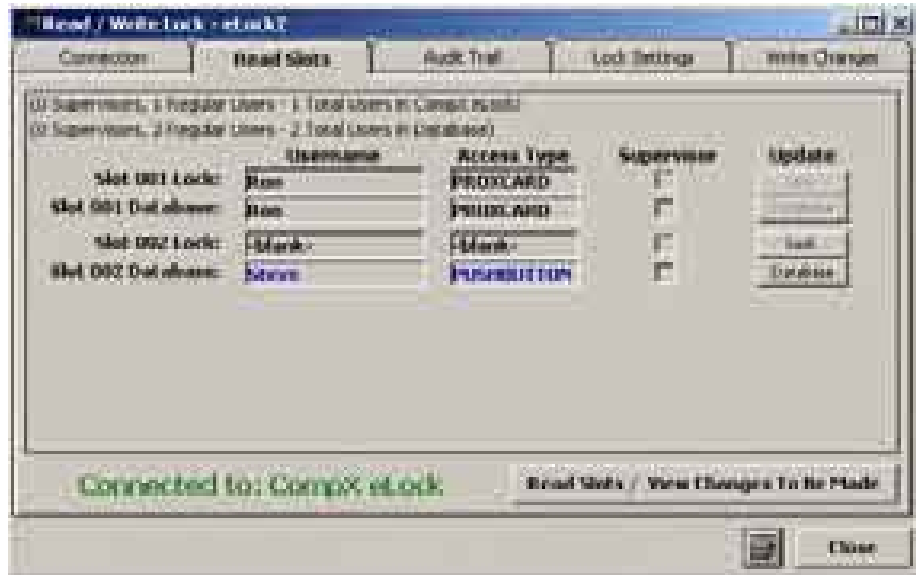 Read / Write Lock - eLock?
Connection
Read Slots
Audit Trail
Lock Settings
Write Changes
(0 Supervisors, 1 Regular Users - 1 Total Users in CompX eLock)
(0 Supervisors, 2 Regular Users - 2 Total Users in Database)
Username Access Type Supervisor Update
Slot 001 Lock: Ron PROXCARD
Slot 001 Database: Ron PROXCARD
Slot 002 Lock: -blank- -blank- Lock
Slot 002 Database: Steve PUSHBUTTON Database
Connected to: CompX eLock
Read Slots / View Changes To Be Made
Close